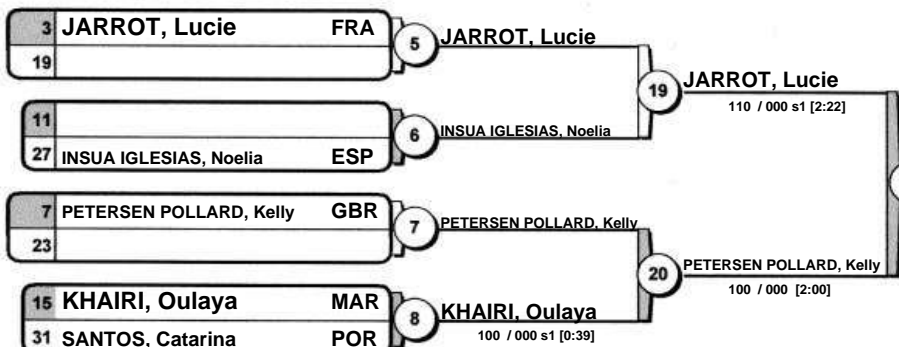 3 JARROT, Lucie FRA
19
5
JARROT, Lucie
11
27 INSUA IGLESIAS, Noelia ESP
6
INSUA IGLESIAS, Noelia
19
JARROT, Lucie
110 / 000 s1 [2:22]
7 PETERSEN POLLARD, Kelly GBR
23
7
PETERSEN POLLARD, Kelly
15 KHAIRI, Oulaya MAR
31 SANTOS, Catarina POR
8
KHAIRI, Oulaya
100 / 000 s1 [0:39]
20
PETERSEN POLLARD, Kelly
100 / 000 [2:00]